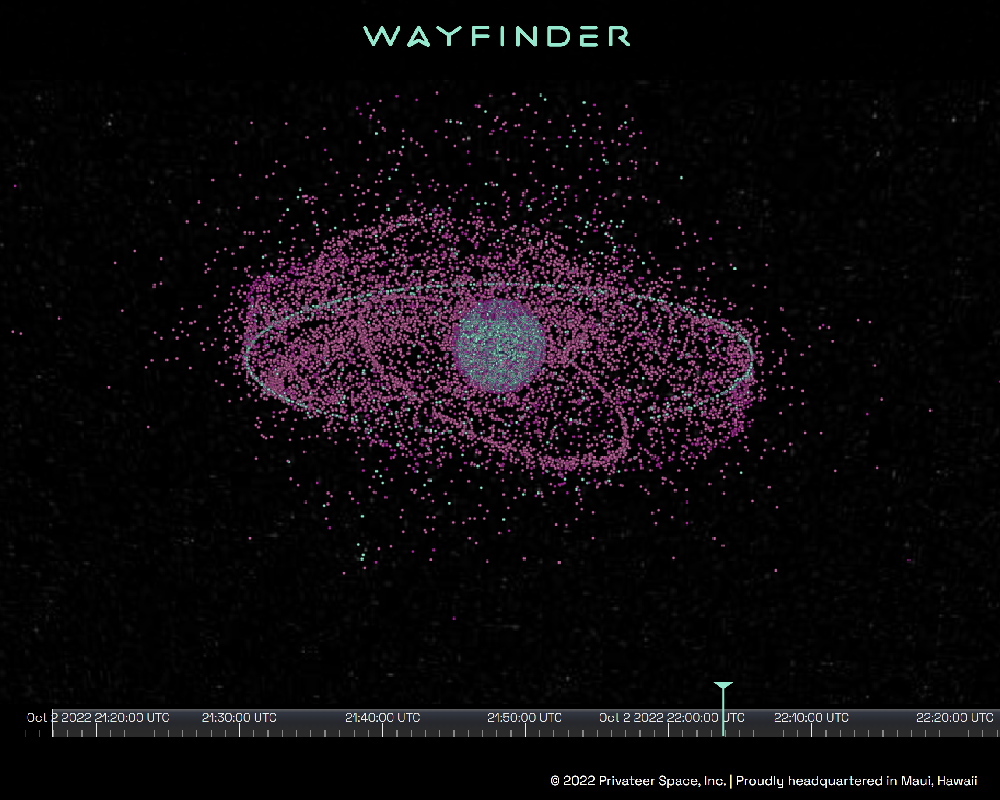 WAYFINDER
Oct 2 2022 21:20:00 UTC 21:30:00 UTC 21:40:00 UTC 21:50:00 UTC Oct 2 2022 22:00:00 UTC 22:10:00 UTC 22:20:00 UTC
© 2022 Privateer Space, Inc. | Proudly headquartered in Maui, Hawaii